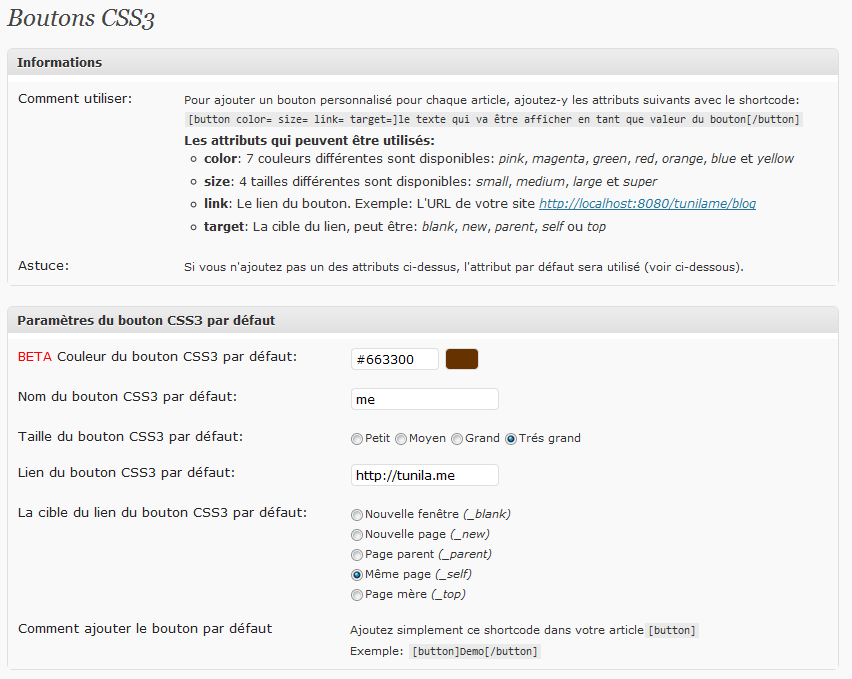 Boutons CSS3
Informations
Comment utiliser:
Pour ajouter un bouton personnalisé pour chaque article, ajoutez-y les attributs suivants avec le shortcode:
[button color= size= link= target=]le texte qui va être afficher en tant que valeur du bouton[/button]
Les attributs qui peuvent être utilisés:
color: 7 couleurs différentes sont disponibles: pink, magenta, green, red, orange, blue et yellow
size: 4 tailles différentes sont disponibles: small, medium, large et super
link: Le lien du bouton. Exemple: L'URL de votre site http://localhost:8080/tunilame/blog
target: La cible du lien, peut être: blank, new, parent, self ou top
Astuce:
Si vous n'ajoutez pas un des attributs ci-dessus, l'attribut par défaut sera utilisé (voir ci-dessous).
Paramètres du bouton CSS3 par défaut
BETA Couleur du bouton CSS3 par défaut: #663300
Nom du bouton CSS3 par défaut: me
Taille du bouton CSS3 par défaut: Petit Moyen Grand Trés grand
Lien du bouton CSS3 par défaut: http://tunila.me
La cible du lien du bouton CSS3 par défaut: Nouvelle fenêtre (_blank)
Nouvelle page (_new)
Page parent (_parent)
Même page (_self)
Page mère (_top)
Comment ajouter le bouton par défaut
Ajoutez simplement ce shortcode dans votre article [button]
Exemple: [button]Demo[/button]